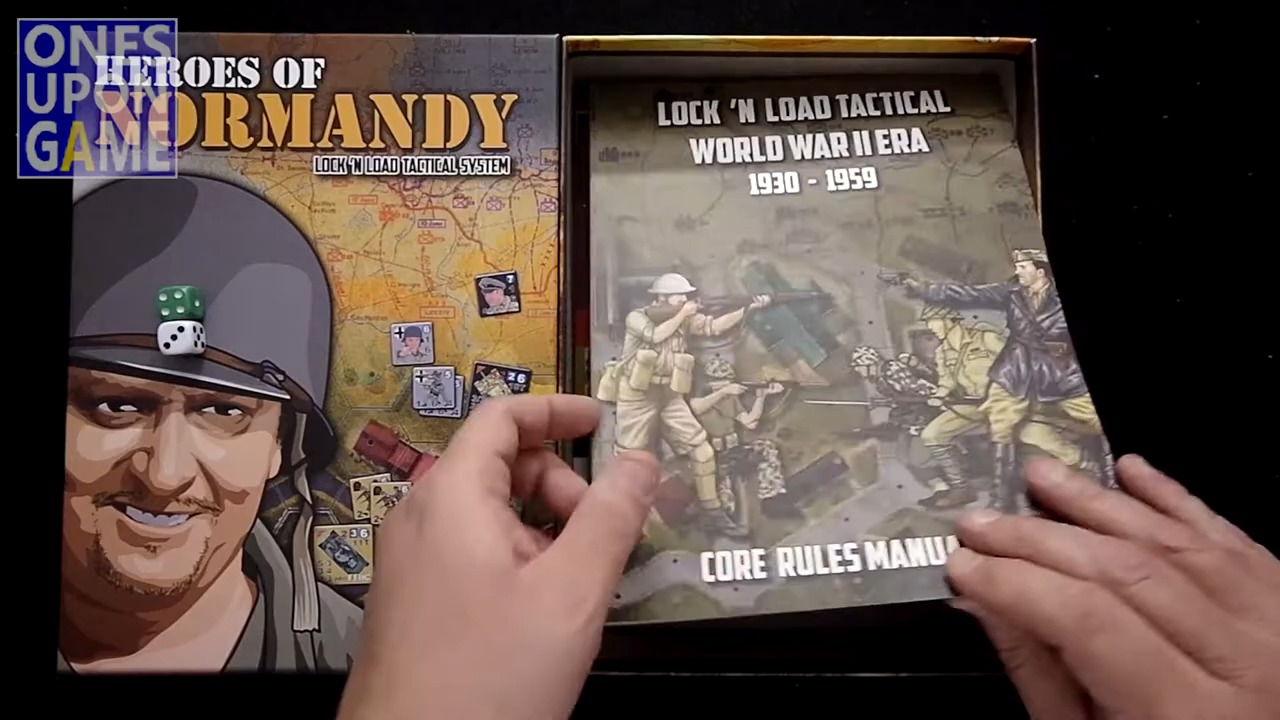 ONES
UPON
GAME
HEROES OF
NORMANDY
LOCK 'N LOAD TACTICAL SYSTEM
LOCK 'N LOAD TACTICAL
WORLD WAR II ERA
1930 - 1959
CORE RULES MANUA